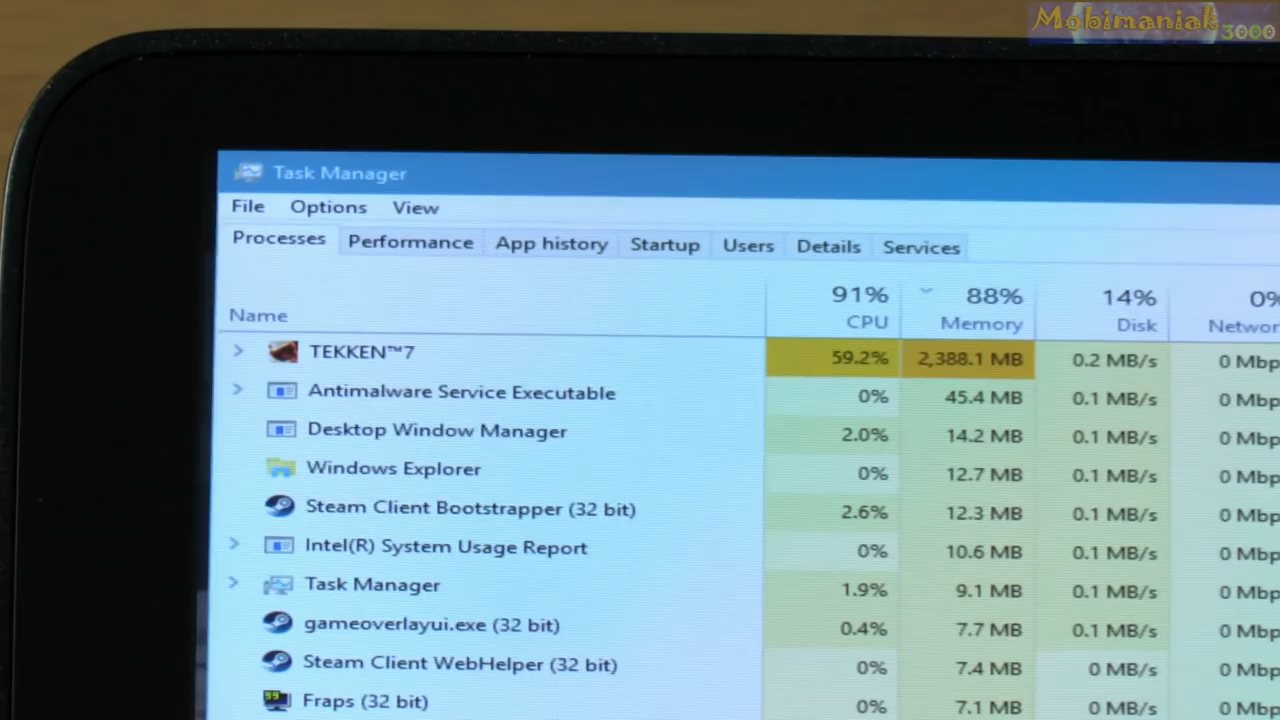 Mobimaniak3000
Task Manager
File Options View
Processes Performance App history Startup Users Details Services
91% 88% 14% 0%
Name CPU Memory Disk Networ
TEKKEN™7 59.2% 2,388.1 MB 0.2 MB/s 0 Mbp
Antimalware Service Executable 0% 45.4 MB 0.1 MB/s 0 Mbp
Desktop Window Manager 2.0% 14.2 MB 0.1 MB/s 0 Mbp
Windows Explorer 0% 12.7 MB 0.1 MB/s 0 Mbp
Steam Client Bootstrapper (32 bit) 2.6% 12.3 MB 0.1 MB/s 0 Mbp
Intel(R) System Usage Report 0% 10.6 MB 0.1 MB/s 0 Mbp
Task Manager 1.9% 9.1 MB 0.1 MB/s 0 Mbp
gameoverlayui.exe (32 bit) 0.4% 7.7 MB 0.1 MB/s 0 Mbp
Steam Client WebHelper (32 bit) 0% 7.4 MB 0 MB/s 0 Mbp
99 Fraps (32 bit) 0% 7.1 MB 0 MB/s 0 Mbp